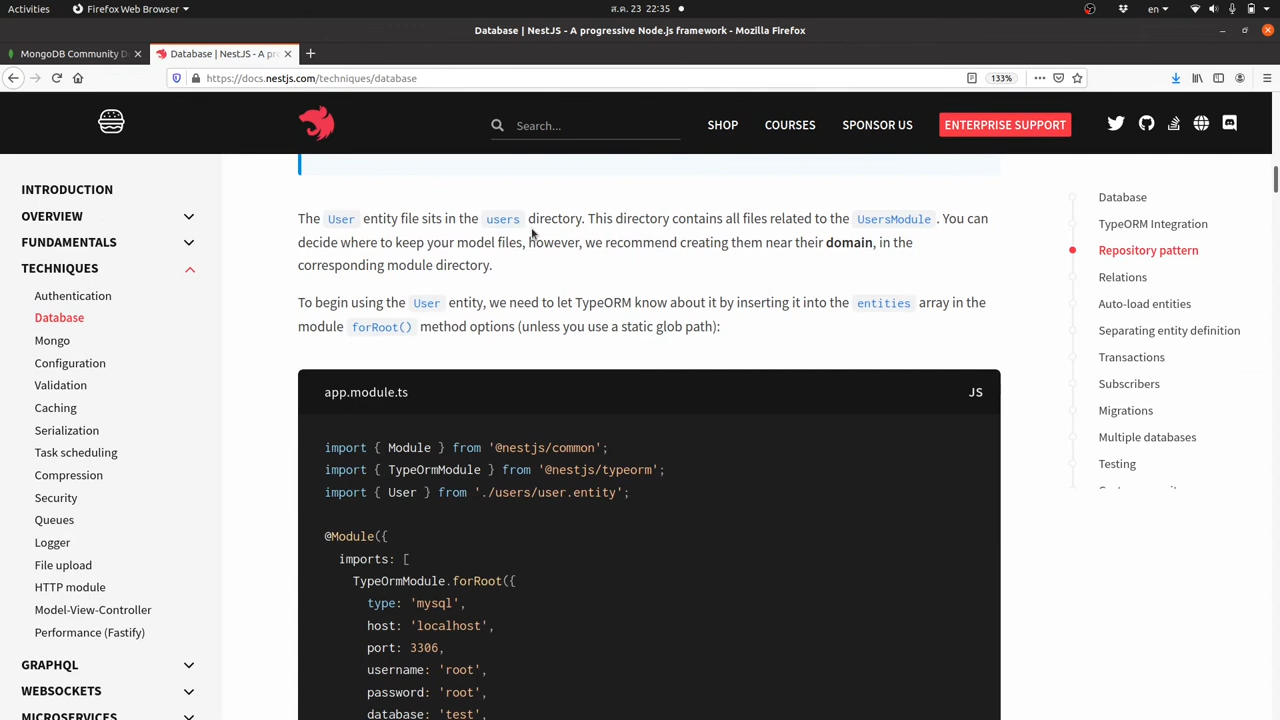 Activities
Firefox Web Browser
ส.ค. 23 22:35
en
Database | NestJS - A progressive Node.js framework - Mozilla Firefox
MongoDB Community D
Database | NestJS - A pr
https://docs.nestjs.com/techniques/database
133%
Search...
SHOP
COURSES
SPONSOR US
ENTERPRISE SUPPORT
INTRODUCTION
OVERVIEW
FUNDAMENTALS
TECHNIQUES
Authentication
Database
Mongo
Configuration
Validation
Caching
Serialization
Task scheduling
Compression
Security
Queues
Logger
File upload
HTTP module
Model-View-Controller
Performance (Fastify)
GRAPHQL
WEBSOCKETS
MICROSERVICES
The User entity file sits in the users directory. This directory contains all files related to the UsersModule. You can
decide where to keep your model files, however, we recommend creating them near their domain, in the
corresponding module directory.
To begin using the User entity, we need to let TypeORM know about it by inserting it into the entities array in the
module forRoot() method options (unless you use a static glob path):
app.module.ts
JS
import { Module } from '@nestjs/common';
import { TypeOrmModule } from '@nestjs/typeorm';
import { User } from './users/user.entity';
@Module({
imports: [
TypeOrmModule.forRoot({
type: 'mysql',
host: 'localhost',
port: 3306,
username: 'root',
password: 'root',
database: 'test',
Database
TypeORM Integration
Repository pattern
Relations
Auto-load entities
Separating entity definition
Transactions
Subscribers
Migrations
Multiple databases
Testing